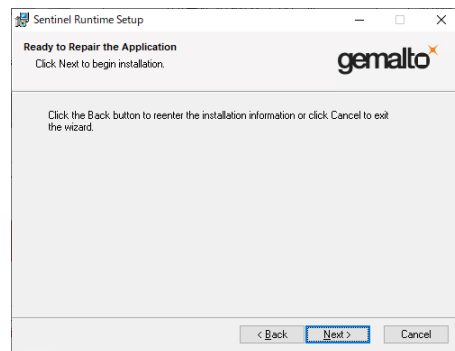 Sentinel Runtime Setup
Ready to Repair the Application
Click Next to begin installation.
gemalto
Click the Back button to reenter the installation information or click Cancel to exit
the wizard.
< Back
Next >
Cancel